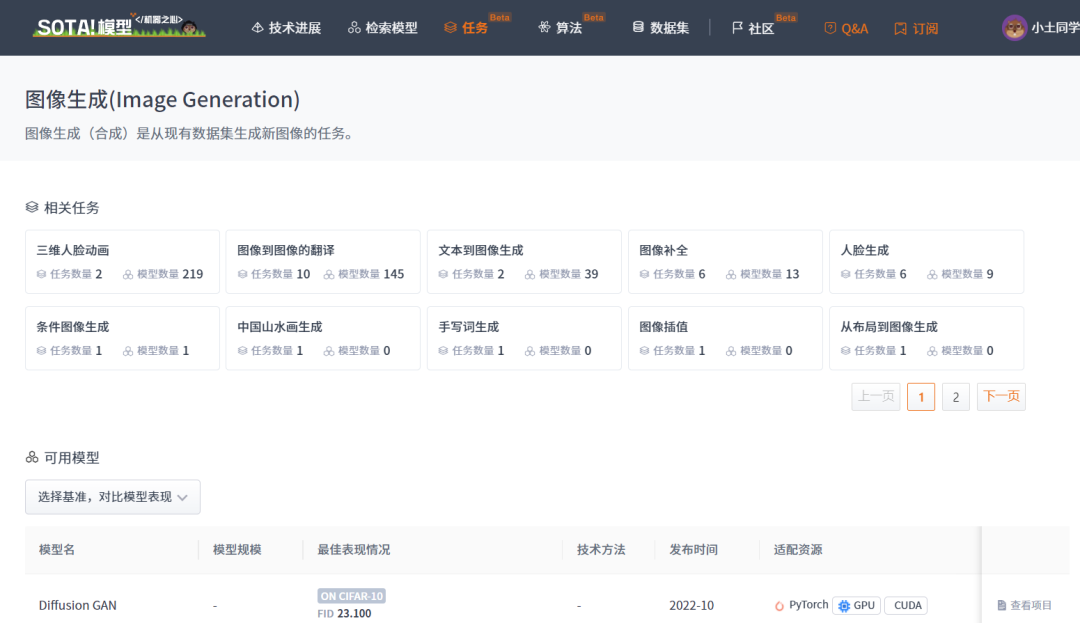 SOTA!模型 </机器之心>
技术进展 检索模型 任务 Beta 算法 Beta 数据集 社区 Beta Q&A 订阅 小土同学
图像生成(Image Generation)
图像生成（合成）是从现有数据集生成新图像的任务。
相关任务
三维人脸动画 图像到图像的翻译 文本到图像生成 图像补全 人脸生成
任务数量 2 模型数量 219 任务数量 10 模型数量 145 任务数量 2 模型数量 39 任务数量 6 模型数量 13 任务数量 6 模型数量 9
条件图像生成 中国山水画生成 手写词生成 图像插值 从布局到图像生成
任务数量 1 模型数量 1 任务数量 1 模型数量 0 任务数量 1 模型数量 0 任务数量 1 模型数量 0 任务数量 1 模型数量 0
上一页 1 2 下一页
可用模型
选择基准，对比模型表现
模型名 模型规模 最佳表现情况 技术方法 发布时间 适配资源
ON CIFAR-10
Diffusion GAN - - 2022-10 PyTorch GPU CUDA 查看项目
FID 23.100